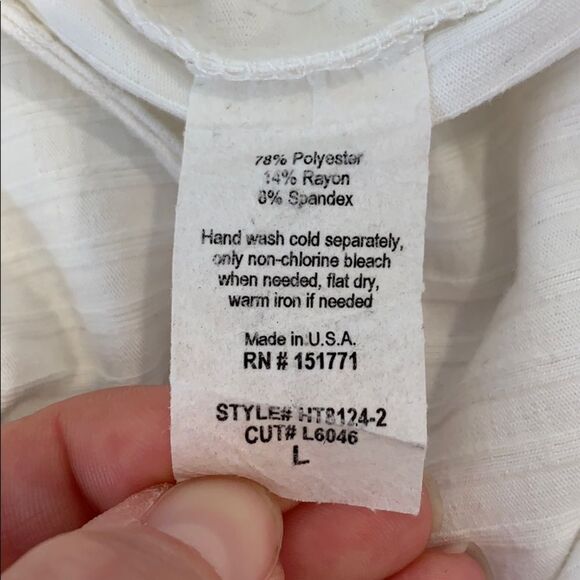 78% Polyester
14% Rayon
8% Spandex
Hand wash cold separately,
only non-chlorine bleach
when needed, flat dry,
warm iron if needed
Made in U.S.A.
RN # 151771
STYLE# HT8124-2
CUT# L6046
L